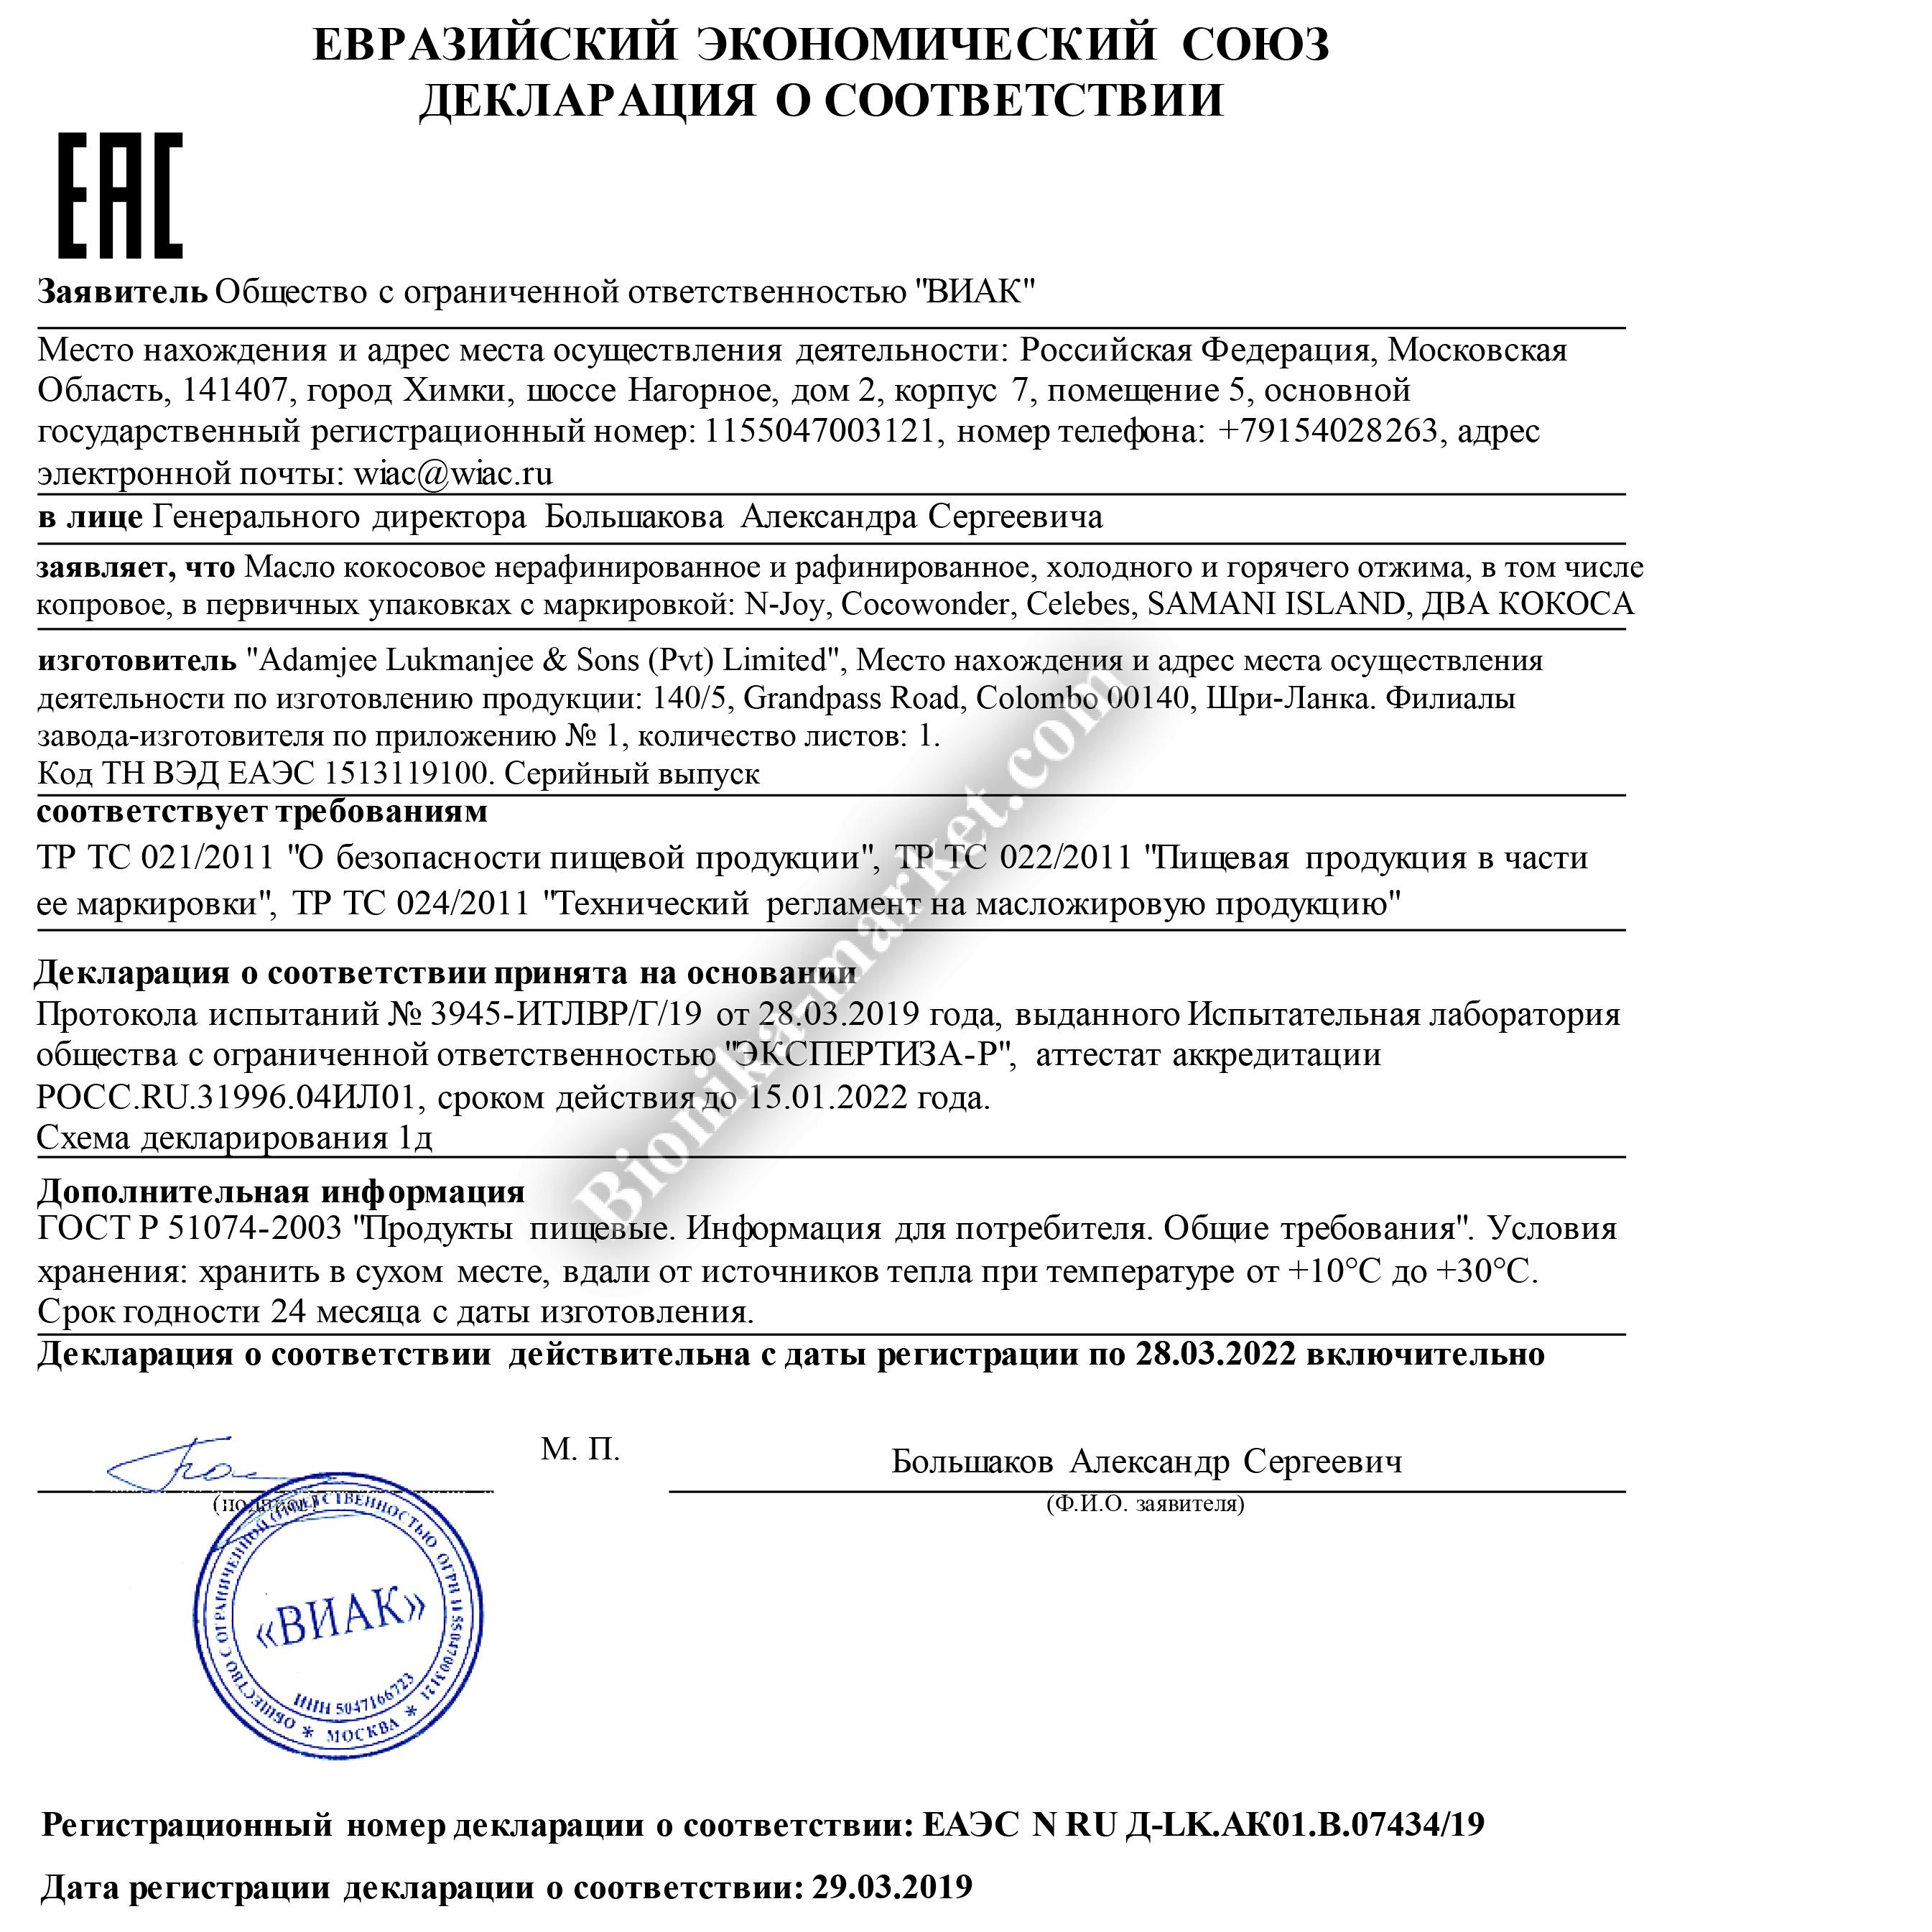 ЕВРАЗИЙСКИЙ ЭКОНОМИЧЕСКИЙ СОЮЗ
ДЕКЛАРАЦИЯ О СООТВЕТСТВИИ
EAC
Заявитель Общество с ограниченной ответственностью "ВИАК"
Место нахождения и адрес места осуществления деятельности: Российская Федерация, Московская
Область, 141407, город Химки, шоссе Нагорное, дом 2, корпус 7, помещение 5, основной
государственный регистрационный номер: 1155047003121, номер телефона: +79154028263, адрес
электронной почты: wiac@wiac.ru
в лице Генерального директора Большакова Александра Сергеевича
заявляет, что Масло кокосовое нерафинированное и рафинированное, холодного и горячего отжима, в том числе
копровое, в первичных упаковках с маркировкой: N-Joy, Cocowonder, Celebes, SAMANI ISLAND, ДВА КОКОСА
изготовитель "Adamjee Lukmanjee & Sons (Pvt) Limited", Место нахождения и адрес места осуществления
деятельности по изготовлению продукции: 140/5, Grandpass Road, Colombo 00140, Шри-Ланка. Филиалы
завода-изготовителя по приложению № 1, количество листов: 1.
Код ТН ВЭД ЕАЭС 1513119100. Серийный выпуск
соответствует требованиям
ТР ТС 021/2011 "О безопасности пищевой продукции", ТР ТС 022/2011 "Пищевая продукция в части
ее маркировки", ТР ТС 024/2011 "Технический регламент на масложировую продукцию"
Декларация о соответствии принята на основании
Протокола испытаний № 3945-ИТЛВР/Г/19 от 28.03.2019 года, выданного Испытательная лаборатория
общества с ограниченной ответственностью "ЭКСПЕРТИЗА-Р", аттестат аккредитации
РОСС.RU.31996.04ИЛ01, сроком действия до 15.01.2022 года.
Схема декларирования 1д
Дополнительная информация
ГОСТ Р 51074-2003 "Продукты пищевые. Информация для потребителя. Общие требования". Условия
хранения: хранить в сухом месте, вдали от источников тепла при температуре от +10°С до +30°С.
Срок годности 24 месяца с даты изготовления.
Декларация о соответствии действительна с даты регистрации по 28.03.2022 включительно
Bionika-market.com
М. П.
Большаков Александр Сергеевич
(подпись)
(Ф.И.О. заявителя)
ОБЩЕСТВО С ОГРАНИЧЕННОЙ ОТВЕТСТВЕННОСТЬЮ ОГРН 1155047003121
«ВИАК»
ИНН 5047166723
* МОСКВА *
Регистрационный номер декларации о соответствии: ЕАЭС N RU Д-LK.АК01.В.07434/19
Дата регистрации декларации о соответствии: 29.03.2019